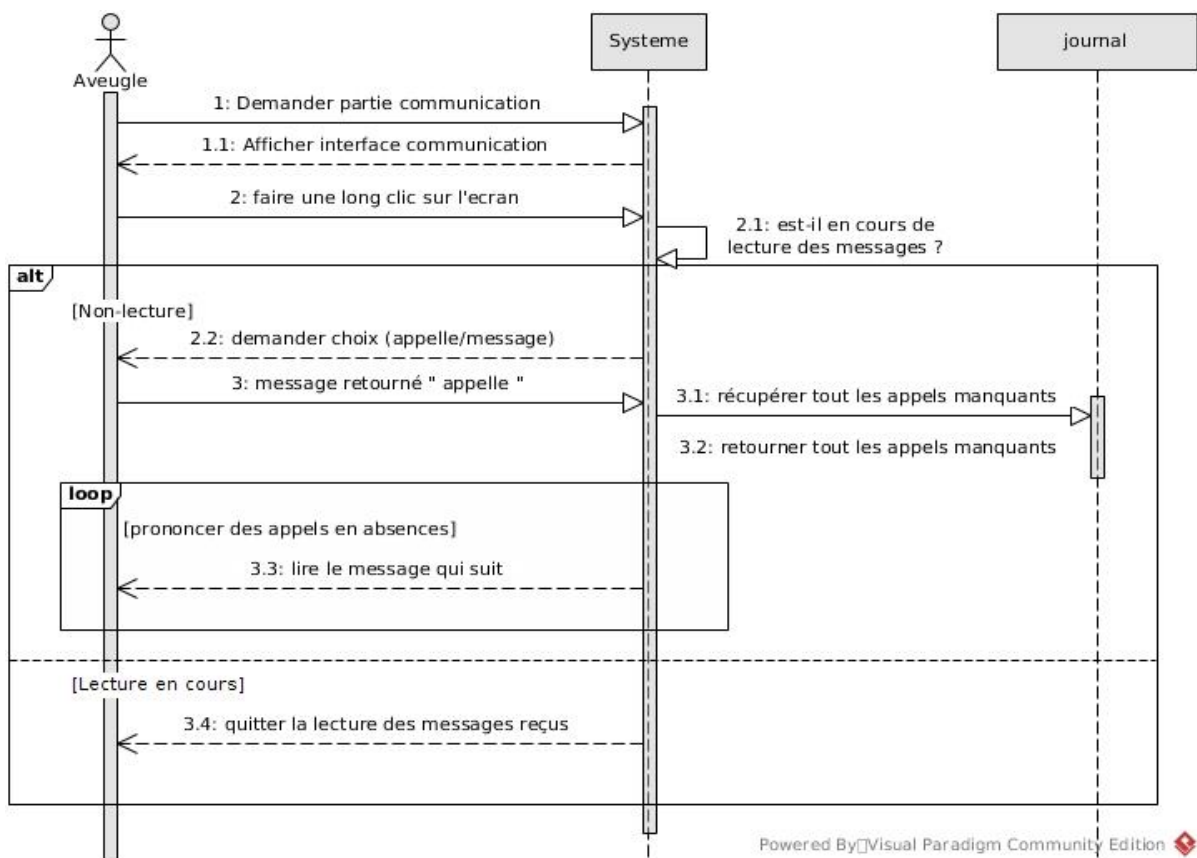 Aveugle
Systeme
journal
1: Demander partie communication
1.1: Afficher interface communication
2: faire une long clic sur l'ecran
2.1: est-il en cours de
lecture des messages ?
alt
[Non-lecture]
2.2: demander choix (appelle/message)
3: message retourné " appelle "
3.1: récupérer tout les appels manquants
3.2: retourner tout les appels manquants
loop
[prononcer des appels en absences]
3.3: lire le message qui suit
[Lecture en cours]
3.4: quitter la lecture des messages reçus
Powered By□Visual Paradigm Community Edition